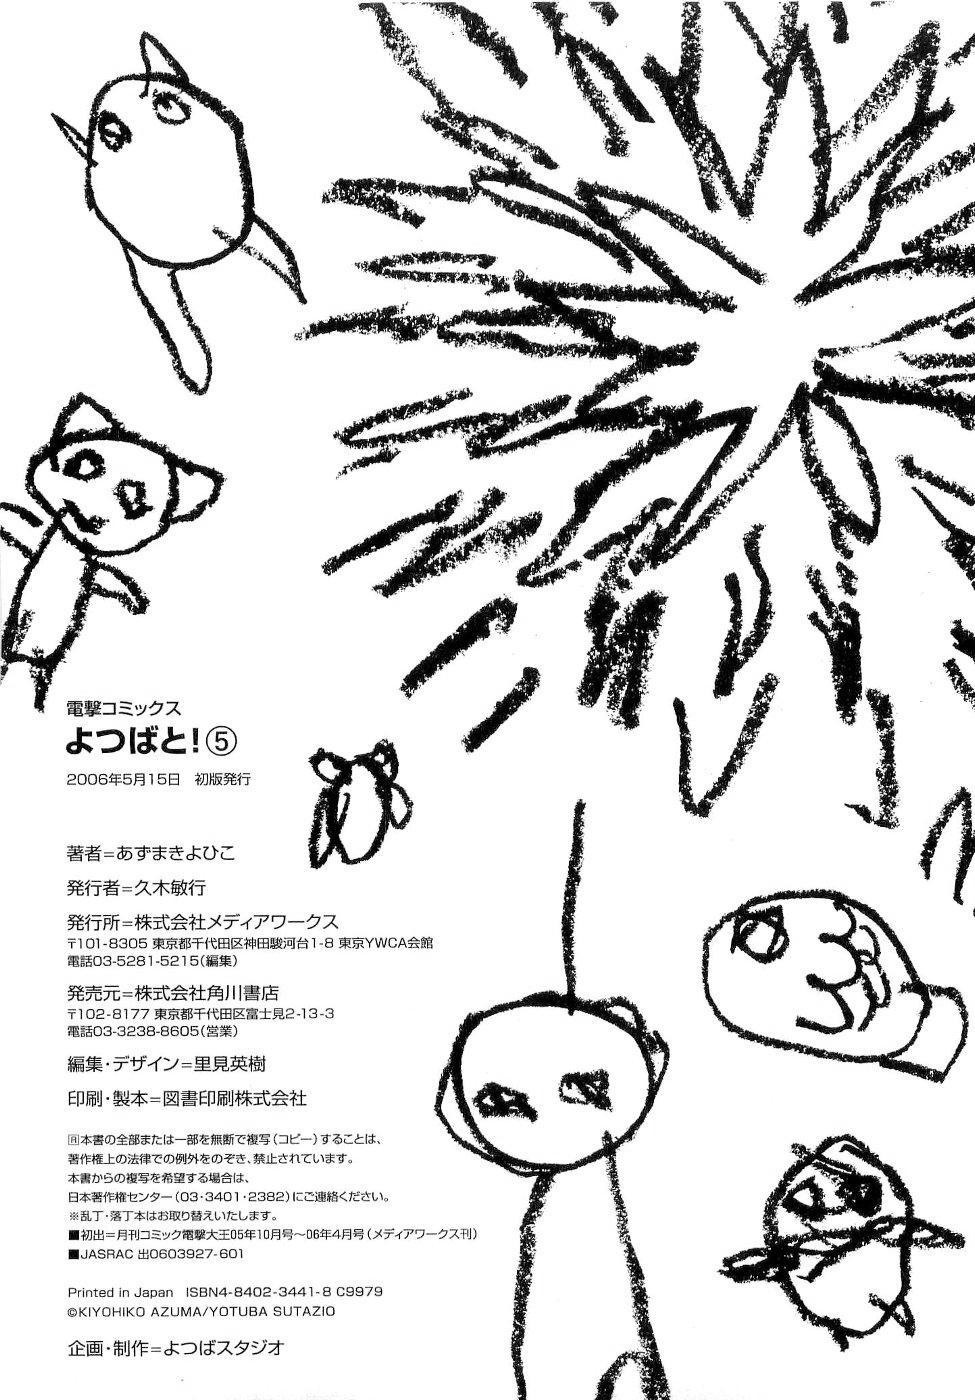 電撃コミックス
よつばと!⑤
2006年5月15日 初版発行
著者=あずまきよひこ
発行者=久木敏行
発行所=株式会社メディアワークス
〒101-8305 東京都千代田区神田駿河台1-8 東京YWCA会館
電話03-5281-5215(編集)
発売元=株式会社角川書店
〒102-8177 東京都千代田区富士見2-13-3
電話03-3238-8605(営業)
編集・デザイン=里見英樹
印刷・製本=図書印刷株式会社
🄡本書の全部または一部を無断で複写(コピー)することは、
著作権上の法律での例外をのぞき、禁止されています。
本書からの複写を希望する場合は、
日本著作権センター(03・3401・2382)にご連絡ください。
※乱丁・落丁本はお取り替えいたします。
■初出=月刊コミック電撃大王05年10月号〜06年4月号(メディアワークス刊)
■JASRAC 出0603927-601
Printed in Japan ISBN4-8402-3441-8 C9979
©KIYOHIKO AZUMA/YOTUBA SUTAZIO
企画・制作=よつばスタジオ